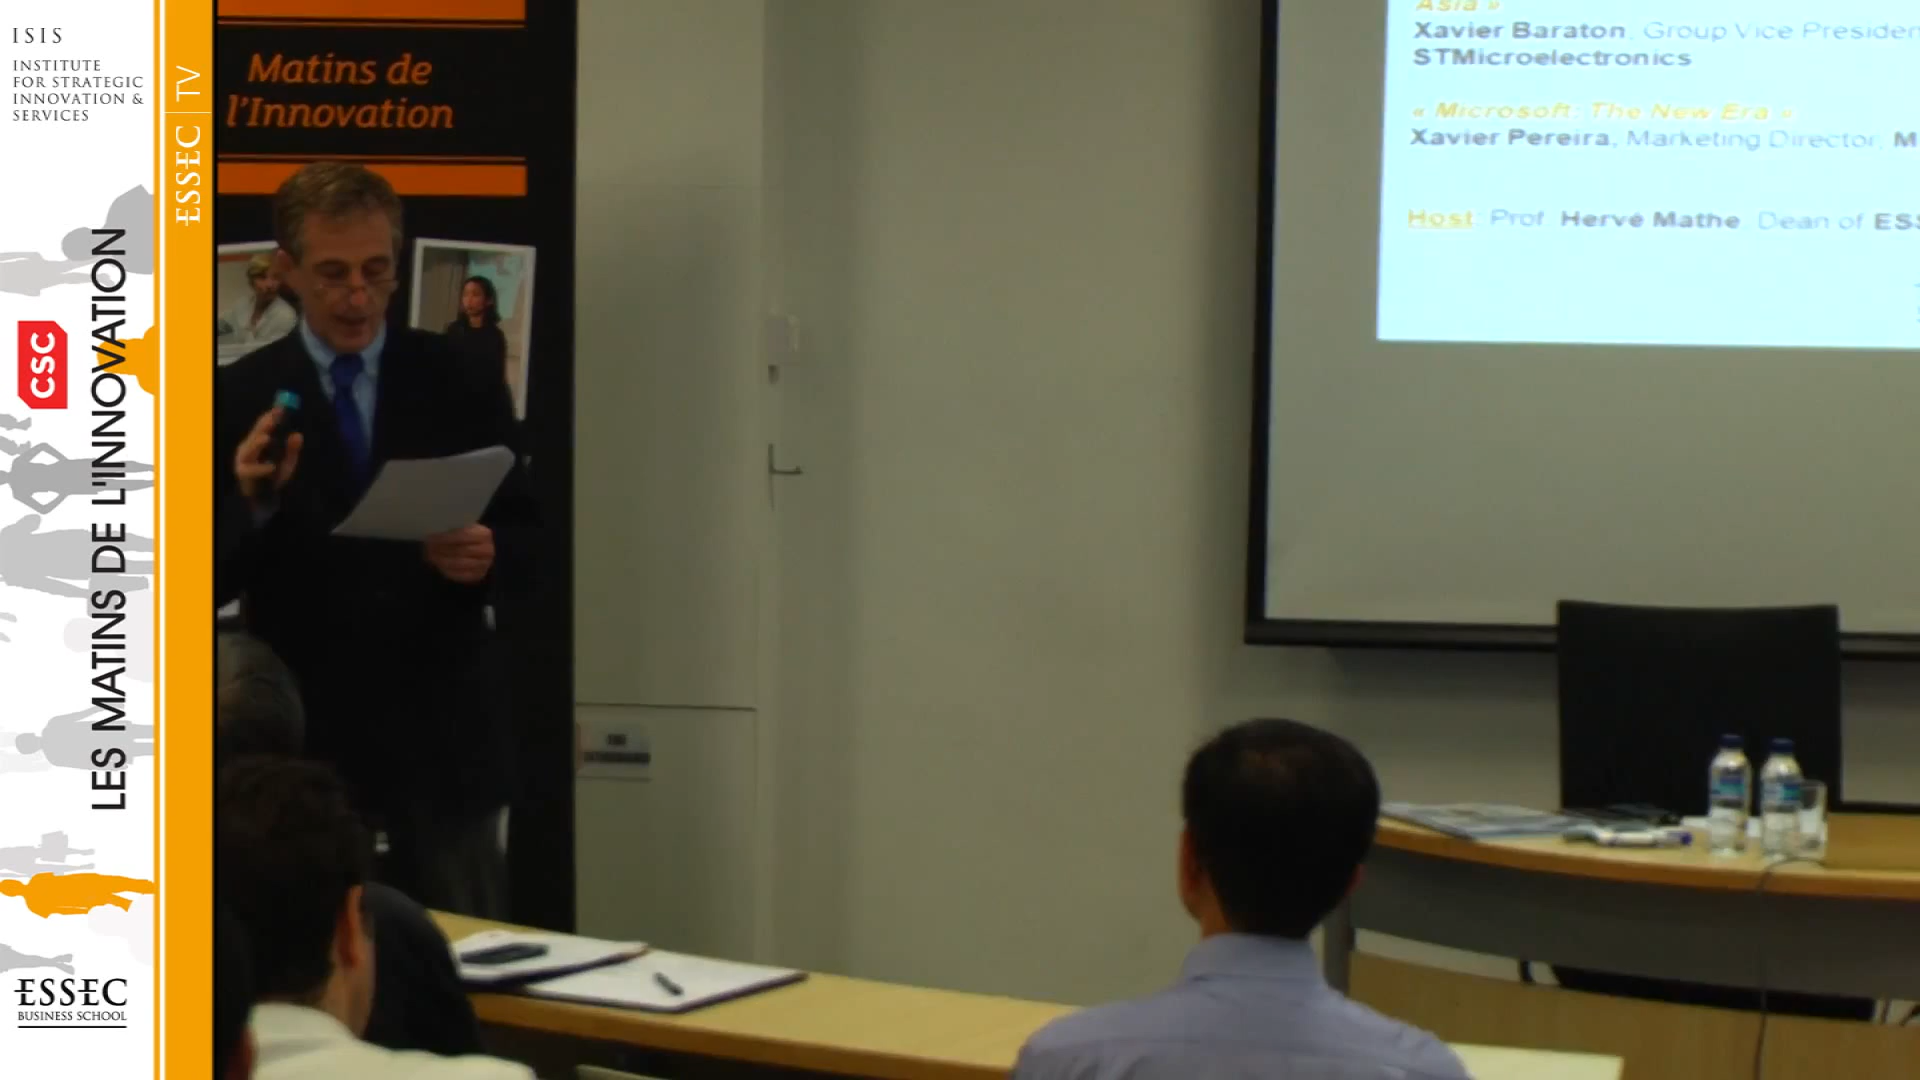 ISIS
INSTITUTE
FOR STRATEGIC
INNOVATION &
SERVICES
ESSEC TV
CSC
LES MATINS DE L'INNOVATION
ESSEC
BUSINESS SCHOOL
Matins de
l'Innovation
Asia »
Xavier Baraton, Group Vice Presiden
STMicroelectronics
« Microsoft: The New Era »
Xavier Pereira, Marketing Director, M
Host: Prof Hervé Mathe Dean of ESS